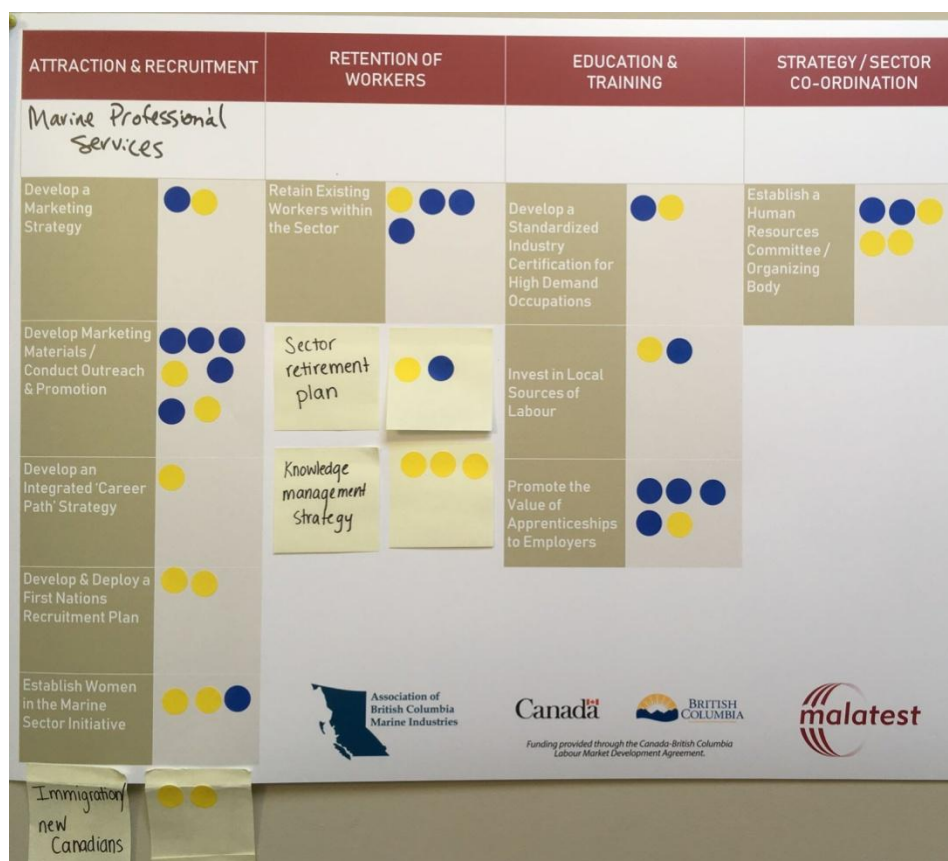 ATTRACTION & RECRUITMENT
RETENTION OF
WORKERS
EDUCATION &
TRAINING
STRATEGY / SECTOR
CO-ORDINATION
Marine Professional
Services
Develop a
Marketing
Strategy
Retain Existing
Workers within
the Sector
Develop a
Standardized
Industry
Certification for
High Demand
Occupations
Establish a
Human
Resources
Committee /
Organizing
Body
Develop Marketing
Materials /
Conduct Outreach
& Promotion
Sector
retirement
plan
Invest in Local
Sources of
Labour
Develop an
Integrated 'Career
Path' Strategy
Knowledge
management
strategy
Promote the
Value of
Apprenticeships
to Employers
Develop & Deploy a
First Nations
Recruitment Plan
Establish Women
in the Marine
Sector Initiative
Association of
British Columbia
Marine Industries
Canada
BRITISH
COLUMBIA
Funding provided through the Canada-British Columbia
Labour Market Development Agreement.
malatest
Immigration/
new
Canadians